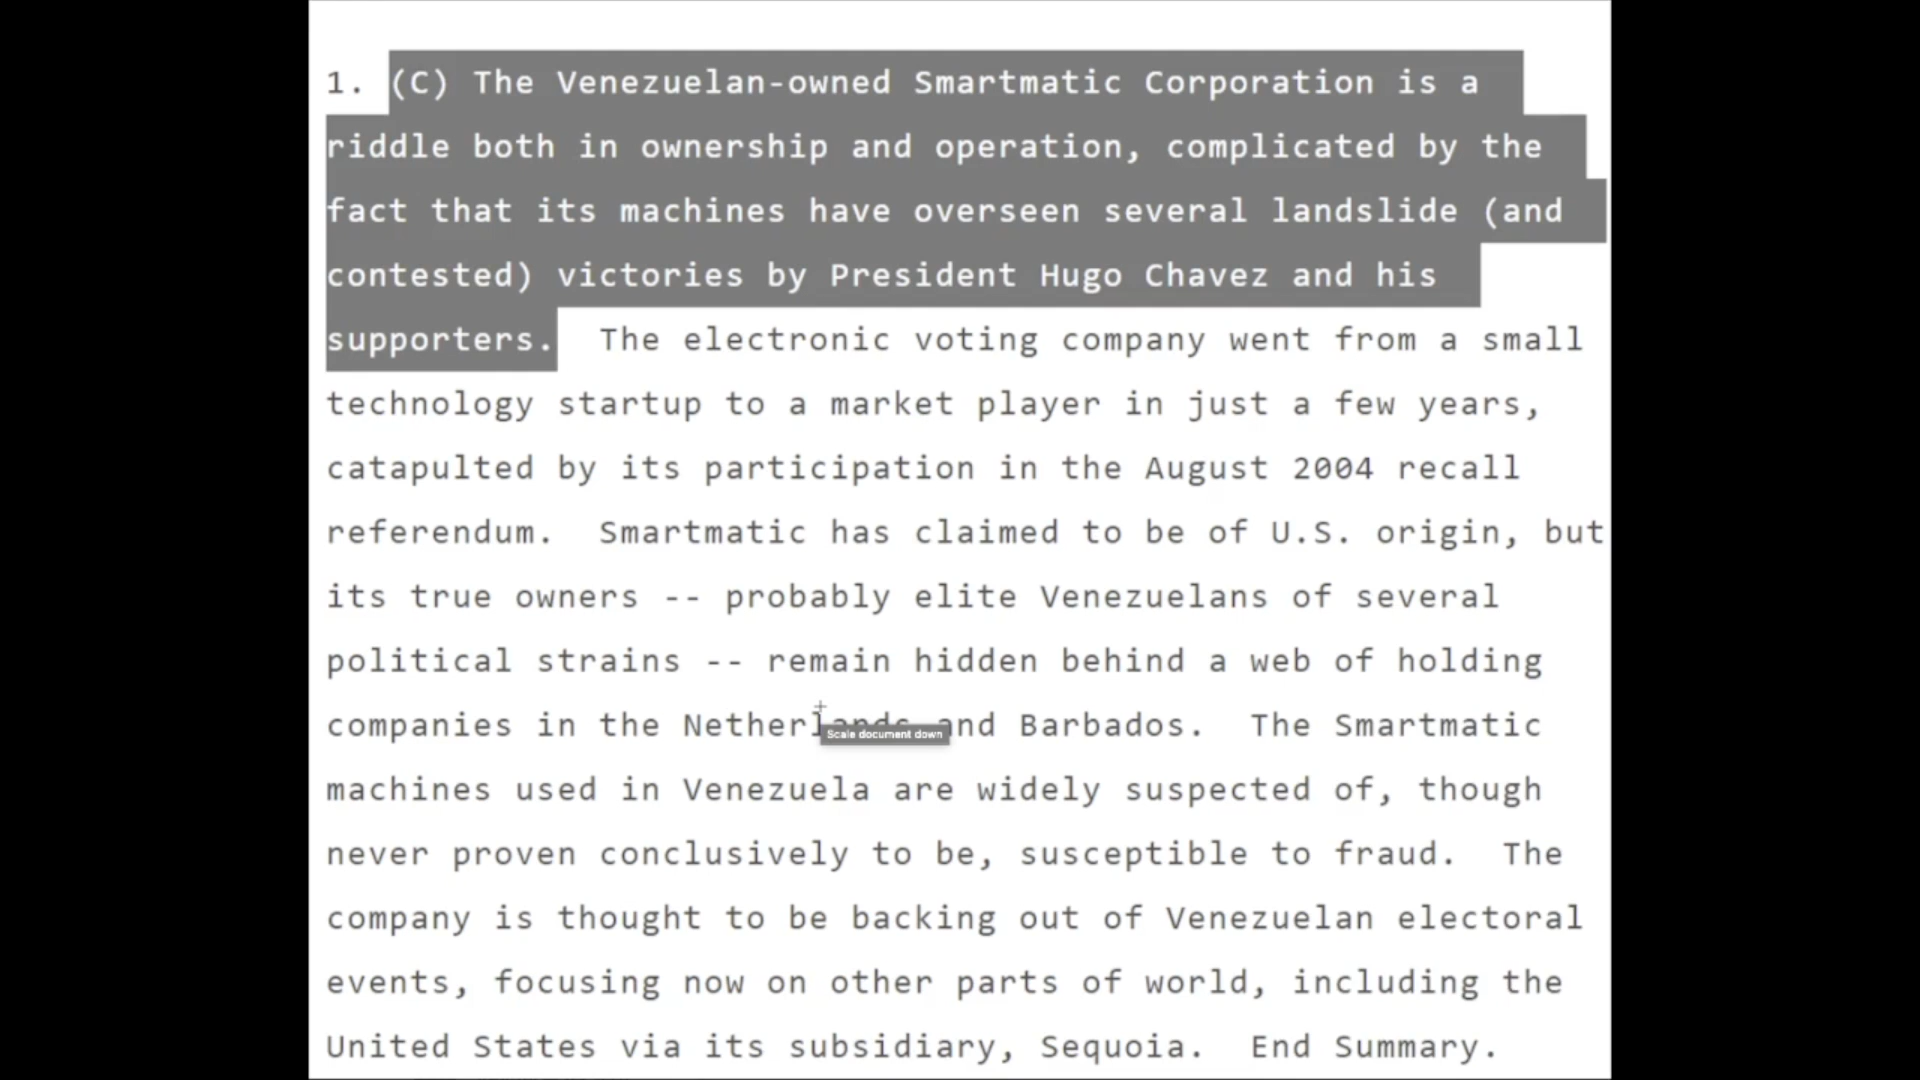 1. (C) The Venezuelan-owned Smartmatic Corporation is a
riddle both in ownership and operation, complicated by the
fact that its machines have overseen several landslide (and
contested) victories by President Hugo Chavez and his
supporters.  The electronic voting company went from a small
technology startup to a market player in just a few years,
catapulted by its participation in the August 2004 recall
referendum.  Smartmatic has claimed to be of U.S. origin, but
its true owners -- probably elite Venezuelans of several
political strains -- remain hidden behind a web of holding
companies in the Netherlands and Barbados.  The Smartmatic
Scale document down
machines used in Venezuela are widely suspected of, though
never proven conclusively to be, susceptible to fraud.  The
company is thought to be backing out of Venezuelan electoral
events, focusing now on other parts of world, including the
United States via its subsidiary, Sequoia.  End Summary.